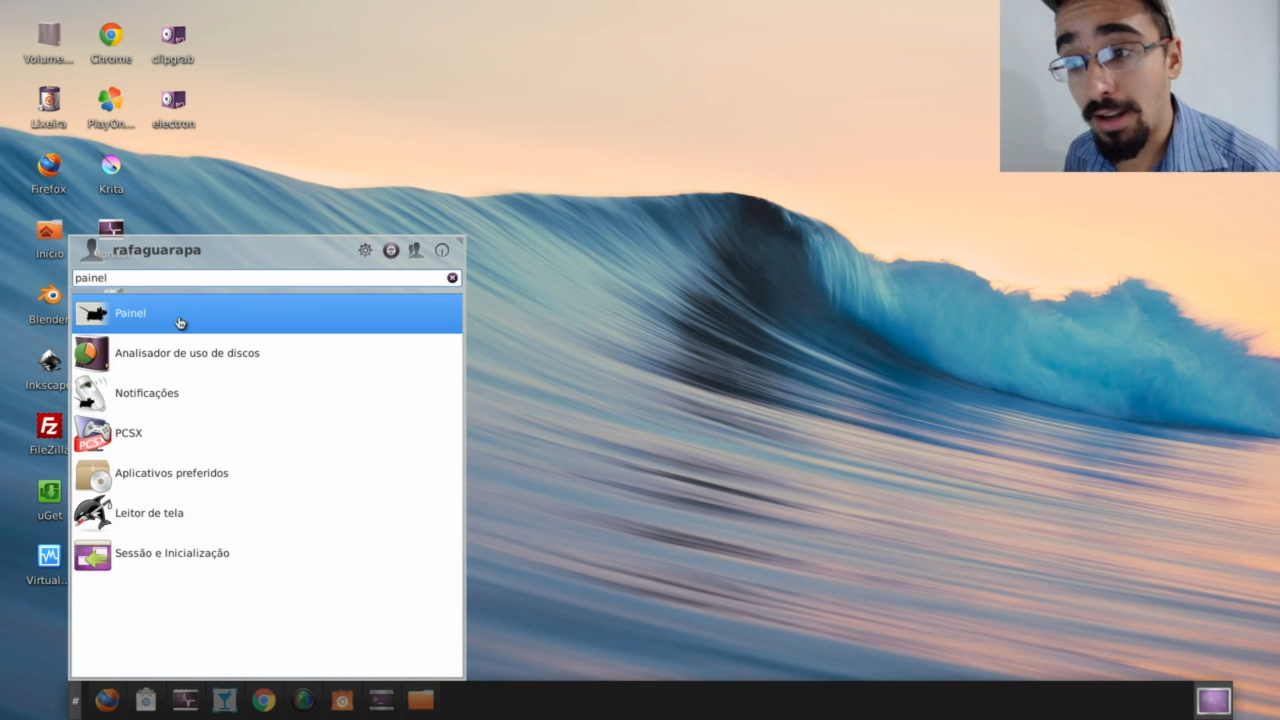 Volume...
Chrome
clipgrab
Lixeira
PlayOn...
electron
Firefox
Krita
Início
rafaguarapa
painel
Painel
Analisador de uso de discos
Notificações
PCSX
Aplicativos preferidos
Leitor de tela
Sessão e Inicialização
Blender
Inkscape
FileZilla
uGet
Virtual...
#